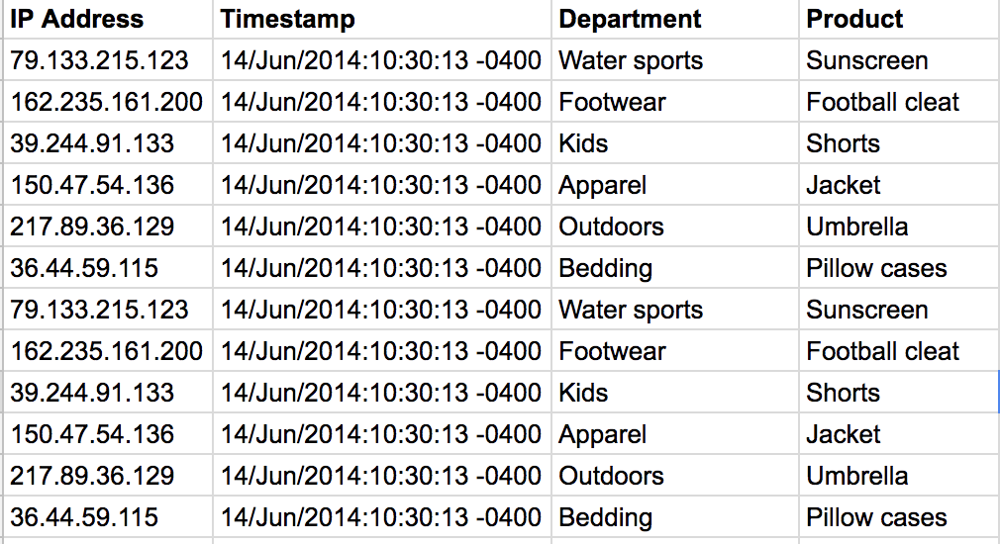 IP Address Timestamp Department Product
79.133.215.123 14/Jun/2014:10:30:13 -0400 Water sports Sunscreen
162.235.161.200 14/Jun/2014:10:30:13 -0400 Footwear Football cleat
39.244.91.133 14/Jun/2014:10:30:13 -0400 Kids Shorts
150.47.54.136 14/Jun/2014:10:30:13 -0400 Apparel Jacket
217.89.36.129 14/Jun/2014:10:30:13 -0400 Outdoors Umbrella
36.44.59.115 14/Jun/2014:10:30:13 -0400 Bedding Pillow cases
79.133.215.123 14/Jun/2014:10:30:13 -0400 Water sports Sunscreen
162.235.161.200 14/Jun/2014:10:30:13 -0400 Footwear Football cleat
39.244.91.133 14/Jun/2014:10:30:13 -0400 Kids Shorts
150.47.54.136 14/Jun/2014:10:30:13 -0400 Apparel Jacket
217.89.36.129 14/Jun/2014:10:30:13 -0400 Outdoors Umbrella
36.44.59.115 14/Jun/2014:10:30:13 -0400 Bedding Pillow cases